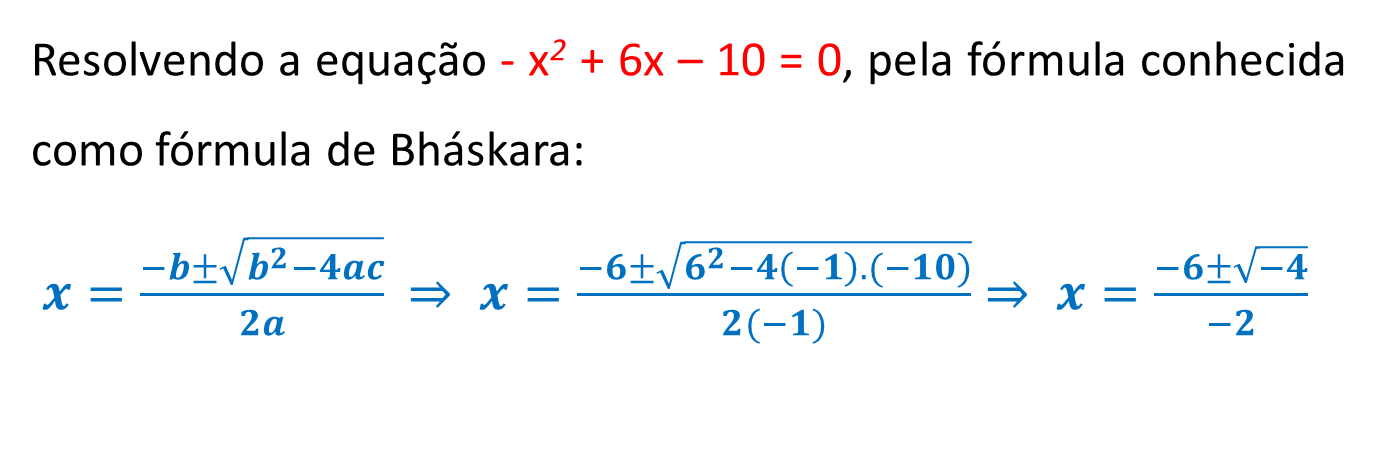 Resolvendo a equação - x² + 6x – 10 = 0, pela fórmula conhecida
como fórmula de Bháskara:
x = (−b±√(b²−4ac))/(2a) ⇒ x = (−6±√(6²−4(−1).(−10)))/(2(−1)) ⇒ x = (−6±√(−4))/(−2)